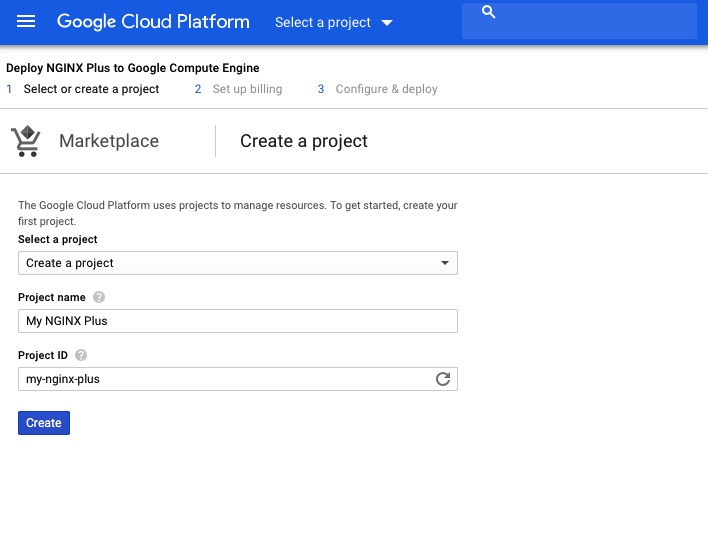 Google Cloud Platform Select a project
Deploy NGINX Plus to Google Compute Engine
1 Select or create a project 2 Set up billing 3 Configure & deploy
Marketplace Create a project
The Google Cloud Platform uses projects to manage resources. To get started, create your
first project.
Select a project
Create a project
Project name ?
My NGINX Plus
Project ID ?
my-nginx-plus
Create